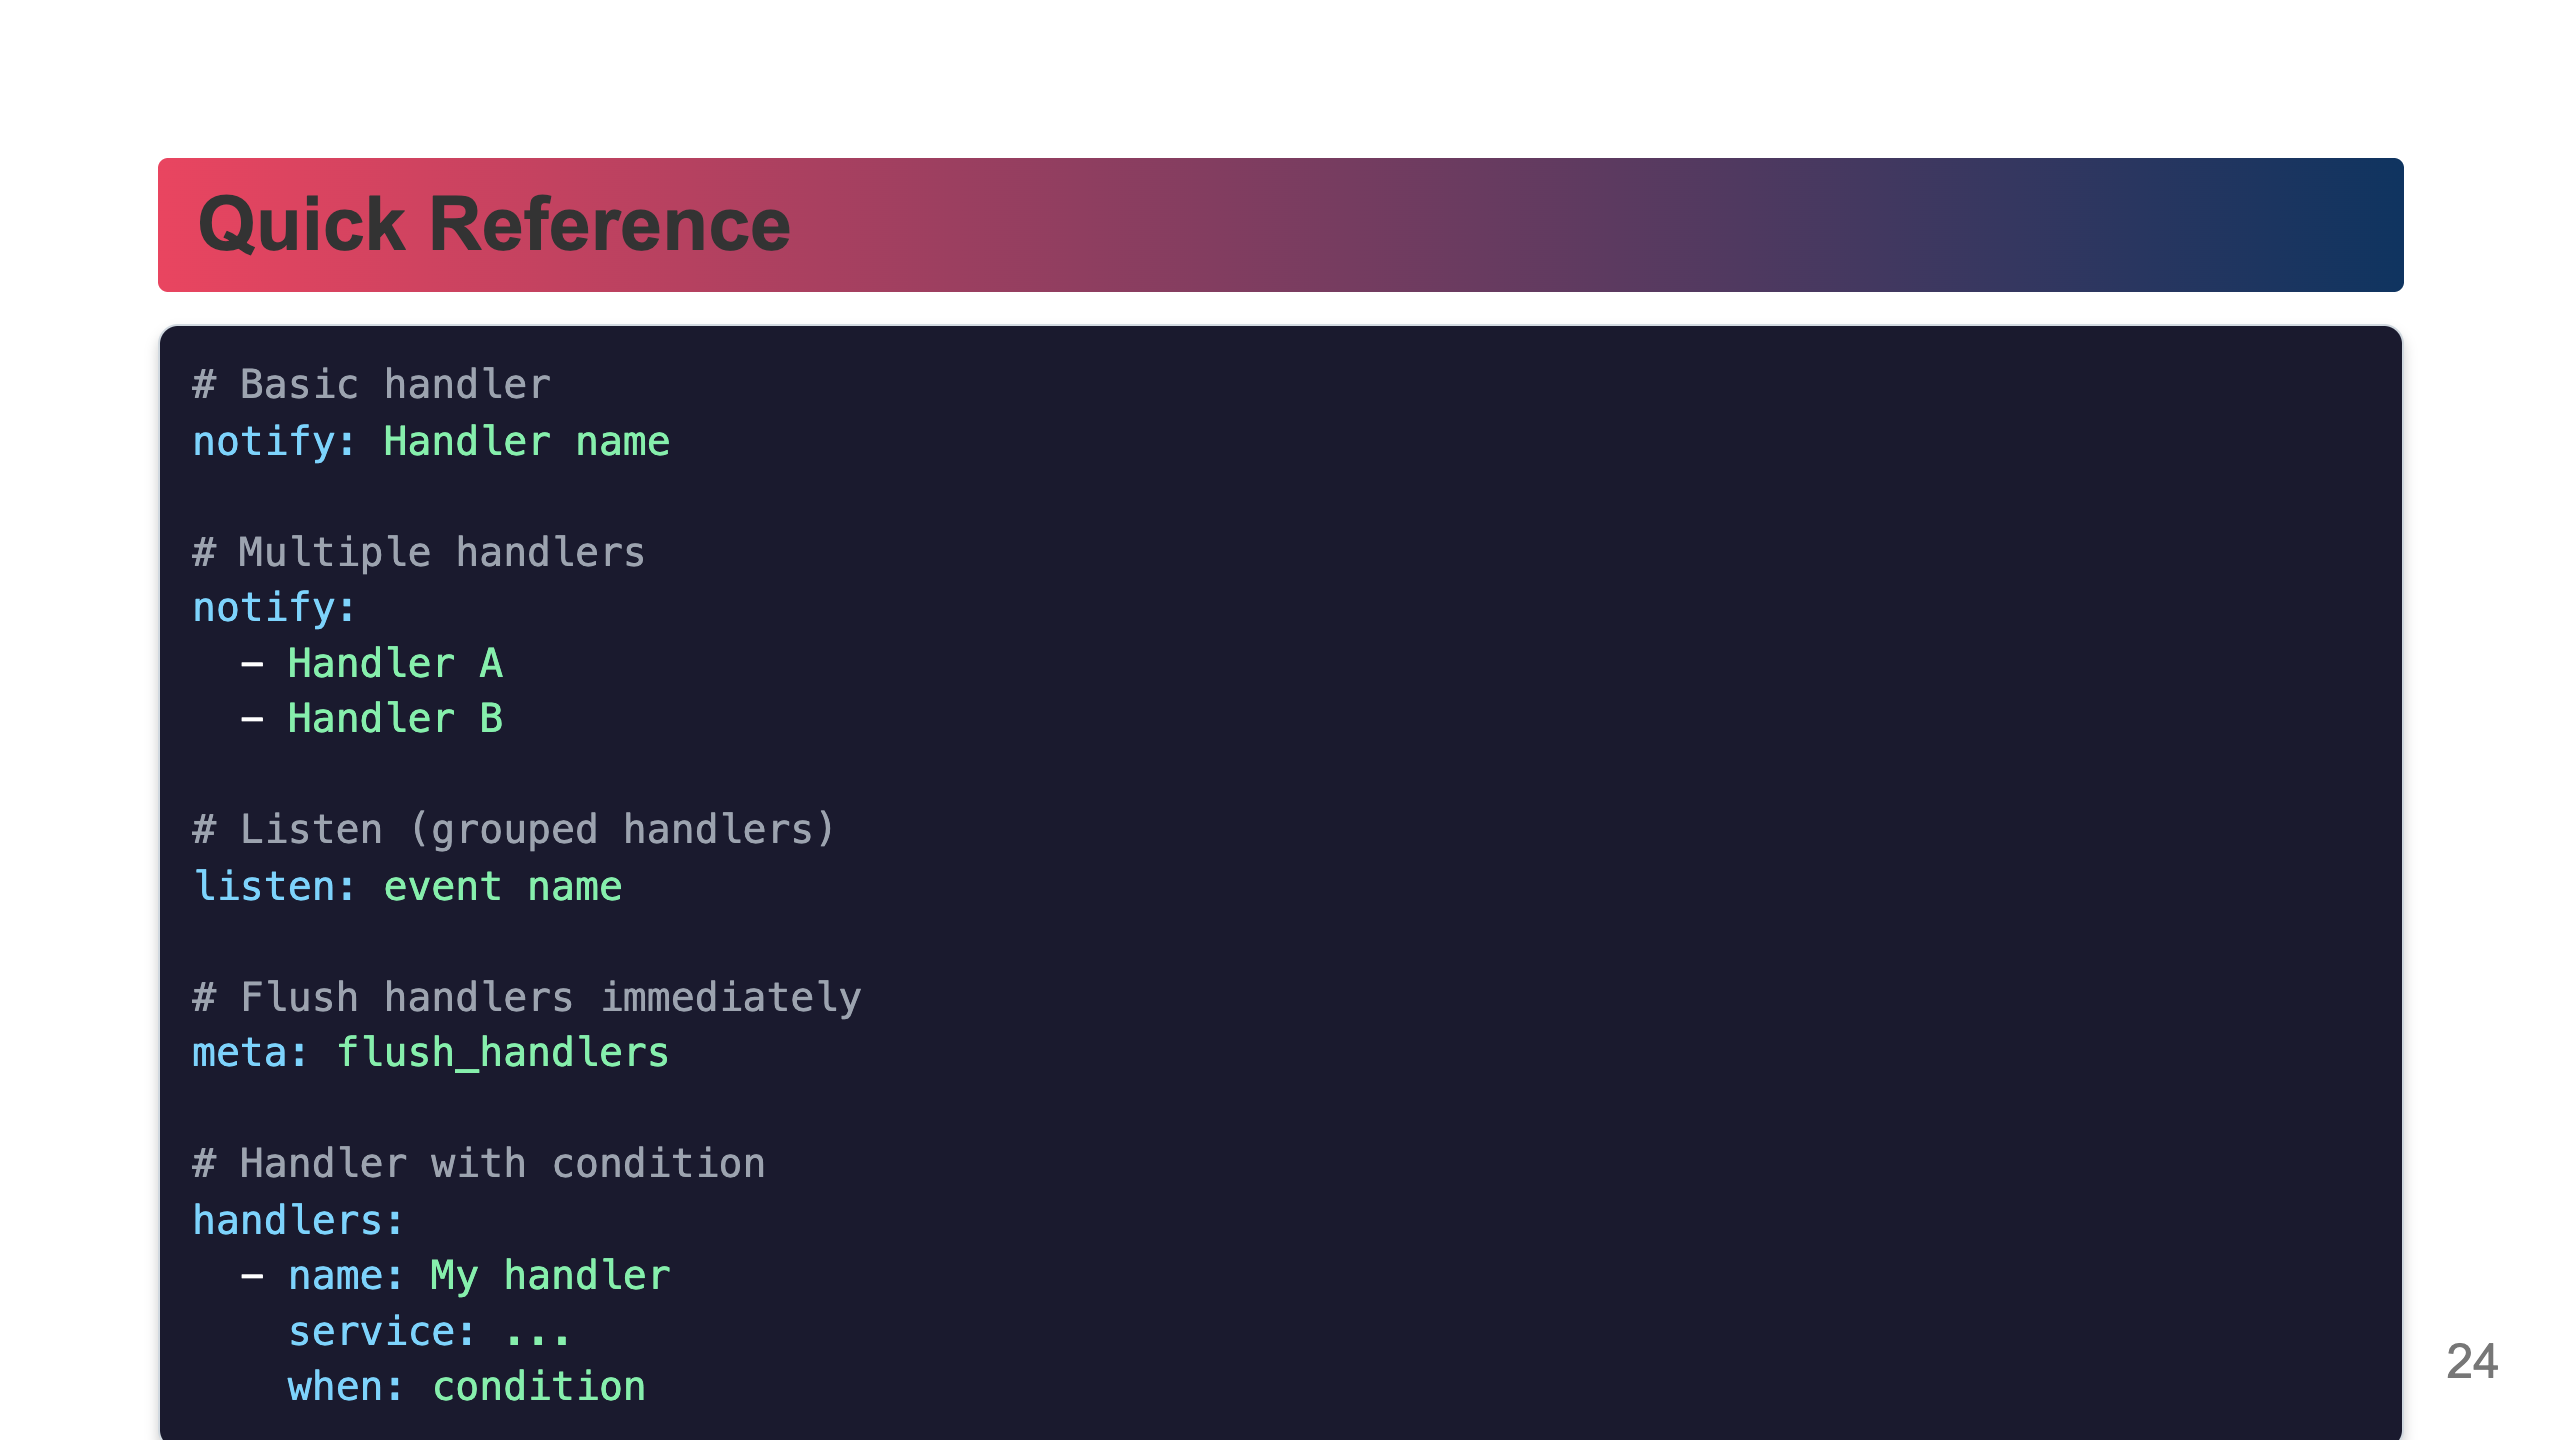 Quick Reference
# Basic handler
notify: Handler name

# Multiple handlers
notify:
  - Handler A
  - Handler B

# Listen (grouped handlers)
listen: event name

# Flush handlers immediately
meta: flush_handlers

# Handler with condition
handlers:
  - name: My handler
    service: ...
    when: condition
24